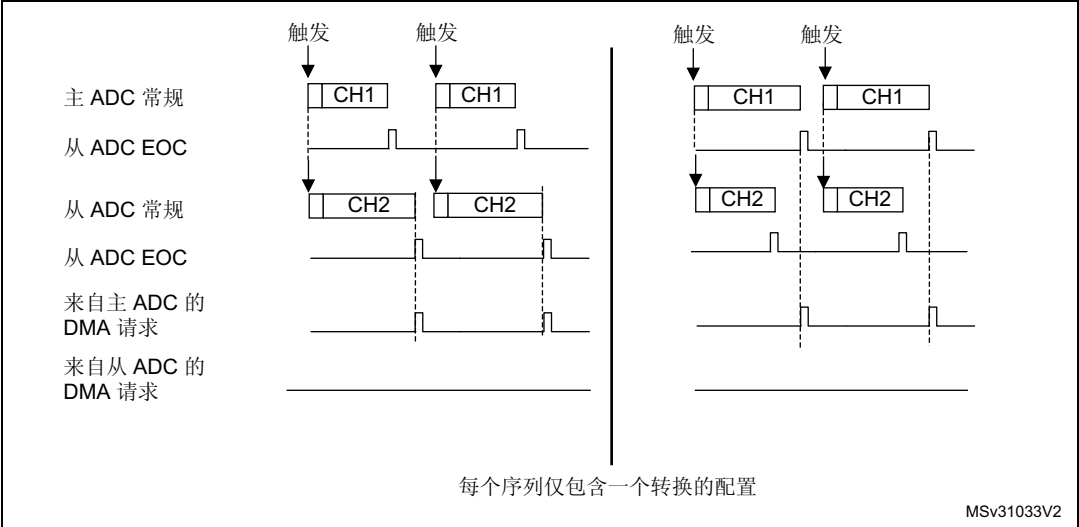 触发 触发 触发 触发
主 ADC 常规 CH1 CH1 CH1 CH1
从 ADC EOC
从 ADC 常规 CH2 CH2 CH2 CH2
从 ADC EOC
来自主 ADC 的
DMA 请求
来自从 ADC 的
DMA 请求
每个序列仅包含一个转换的配置
MSv31033V2